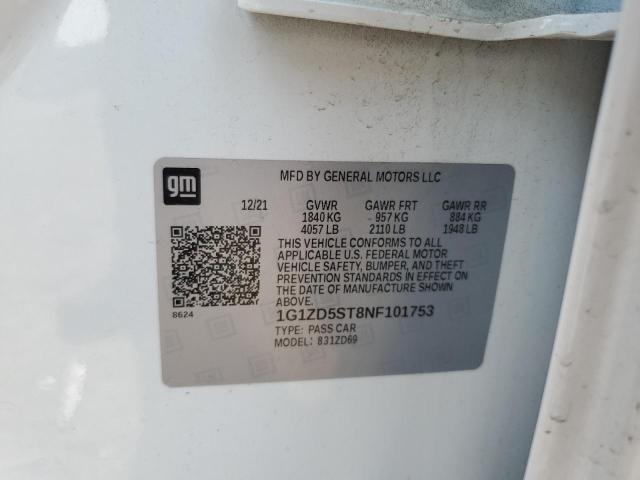 gm
MFD BY GENERAL MOTORS LLC
12/21 GVWR GAWR FRT GAWR RR
1840 KG 957 KG 884 KG
4057 LB 2110 LB 1948 LB
THIS VEHICLE CONFORMS TO ALL
APPLICABLE U.S. FEDERAL MOTOR
VEHICLE SAFETY, BUMPER, AND THEFT
PREVENTION STANDARDS IN EFFECT ON
THE DATE OF MANUFACTURE SHOWN
ABOVE.
8624
1G1ZD5ST8NF101753
TYPE: PASS CAR
MODEL: 831ZD69